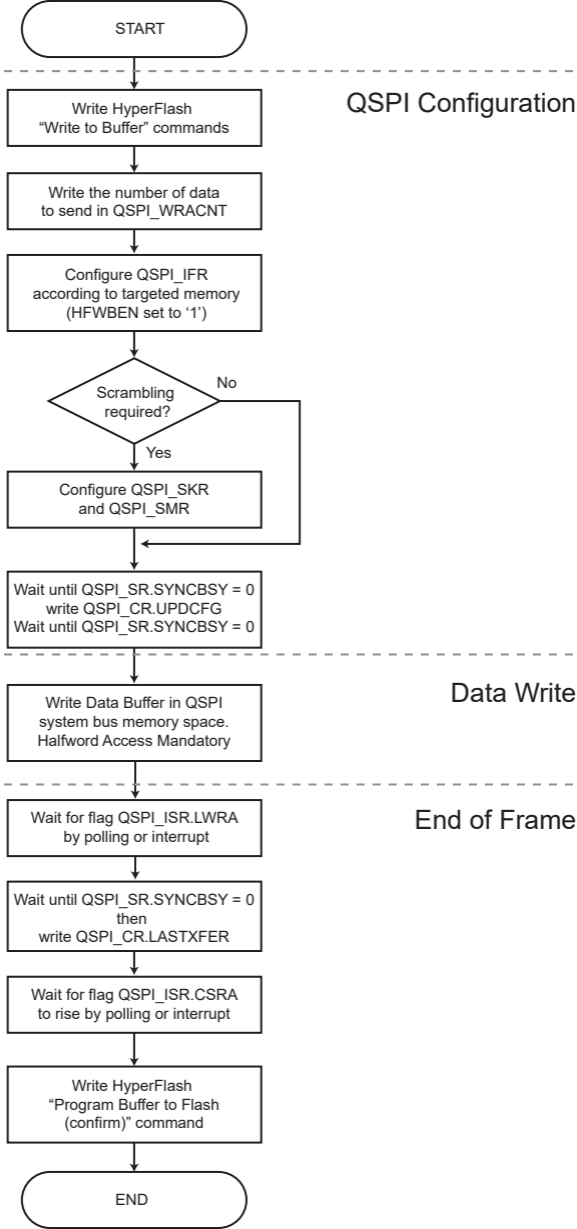 START
QSPI Configuration
Write HyperFlash
“Write to Buffer” commands
Write the number of data
to send in QSPI_WRACNT
Configure QSPI_IFR
according to targeted memory
(HFWBEN set to ‘1’)
Scrambling
required?
No
Yes
Configure QSPI_SKR
and QSPI_SMR
Wait until QSPI_SR.SYNCBSY = 0
write QSPI_CR.UPDCFG
Wait until QSPI_SR.SYNCBSY = 0
Data Write
Write Data Buffer in QSPI
system bus memory space.
Halfword Access Mandatory
End of Frame
Wait for flag QSPI_ISR.LWRA
by polling or interrupt
Wait until QSPI_SR.SYNCBSY = 0
then
write QSPI_CR.LASTXFER
Wait for flag QSPI_ISR.CSRA
to rise by polling or interrupt
Write HyperFlash
“Program Buffer to Flash
(confirm)” command
END